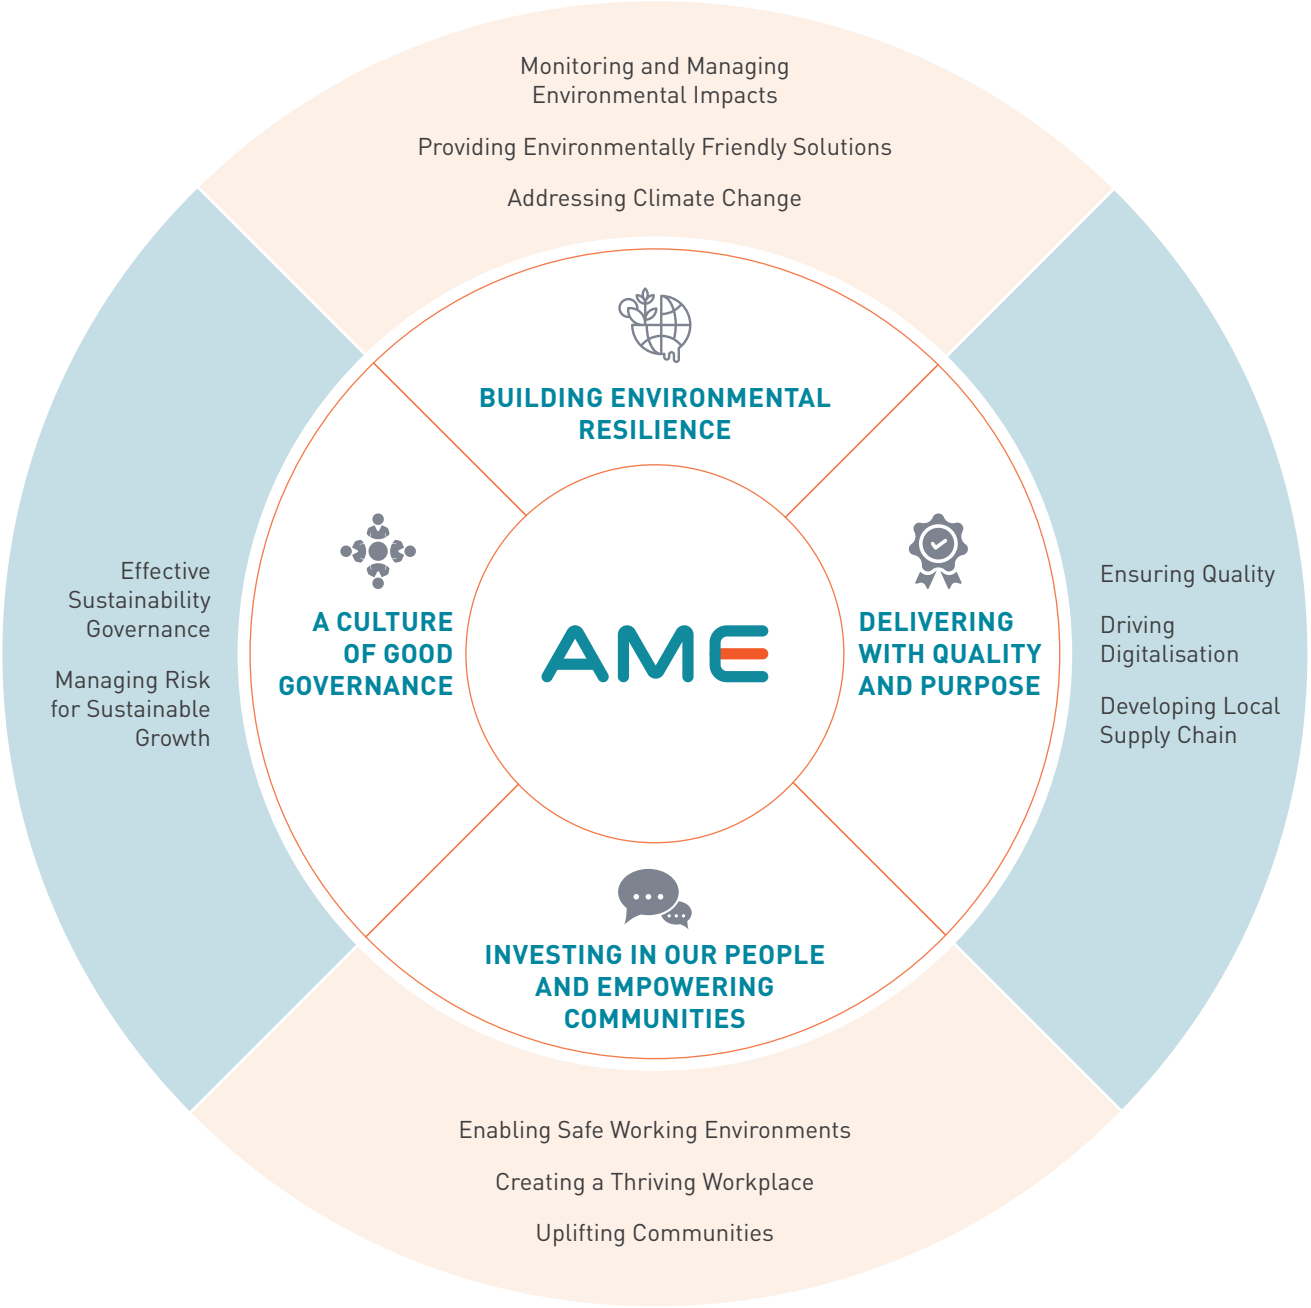 Monitoring and Managing
Environmental Impacts
Providing Environmentally Friendly Solutions
Addressing Climate Change
BUILDING ENVIRONMENTAL
RESILIENCE
Effective
Sustainability
Governance
Managing Risk
for Sustainable
Growth
A CULTURE
OF GOOD
GOVERNANCE
AME
DELIVERING
WITH QUALITY
AND PURPOSE
Ensuring Quality
Driving
Digitalisation
Developing Local
Supply Chain
INVESTING IN OUR PEOPLE
AND EMPOWERING
COMMUNITIES
Enabling Safe Working Environments
Creating a Thriving Workplace
Uplifting Communities